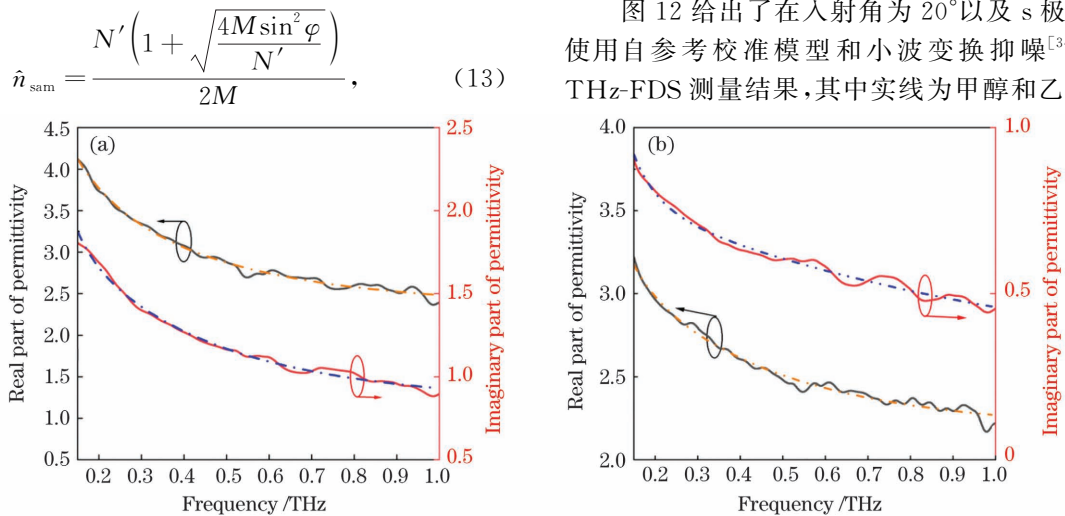 n̂sam = N′(1 + √(4M sin² φ / N′)) / 2M , (13)
图 12 给出了在入射角为 20°以及 s 极
使用自参考校准模型和小波变换抑噪[3
THz-FDS 测量结果,其中实线为甲醇和乙
(a)
Real part of permittivity
4.5
4.0
3.5
3.0
2.5
2.0
1.5
1.0
0.5
2.5
2.0
1.5
1.0
0.5
Imaginary part of permittivity
0.2 0.3 0.4 0.5 0.6 0.7 0.8 0.9 1.0
Frequency /THz
(b)
Real part of permittivity
4.0
3.5
3.0
2.5
2.0
1.0
0.5
0
Imaginary part of permittivity
0.2 0.3 0.4 0.5 0.6 0.7 0.8 0.9 1.0
Frequency /THz